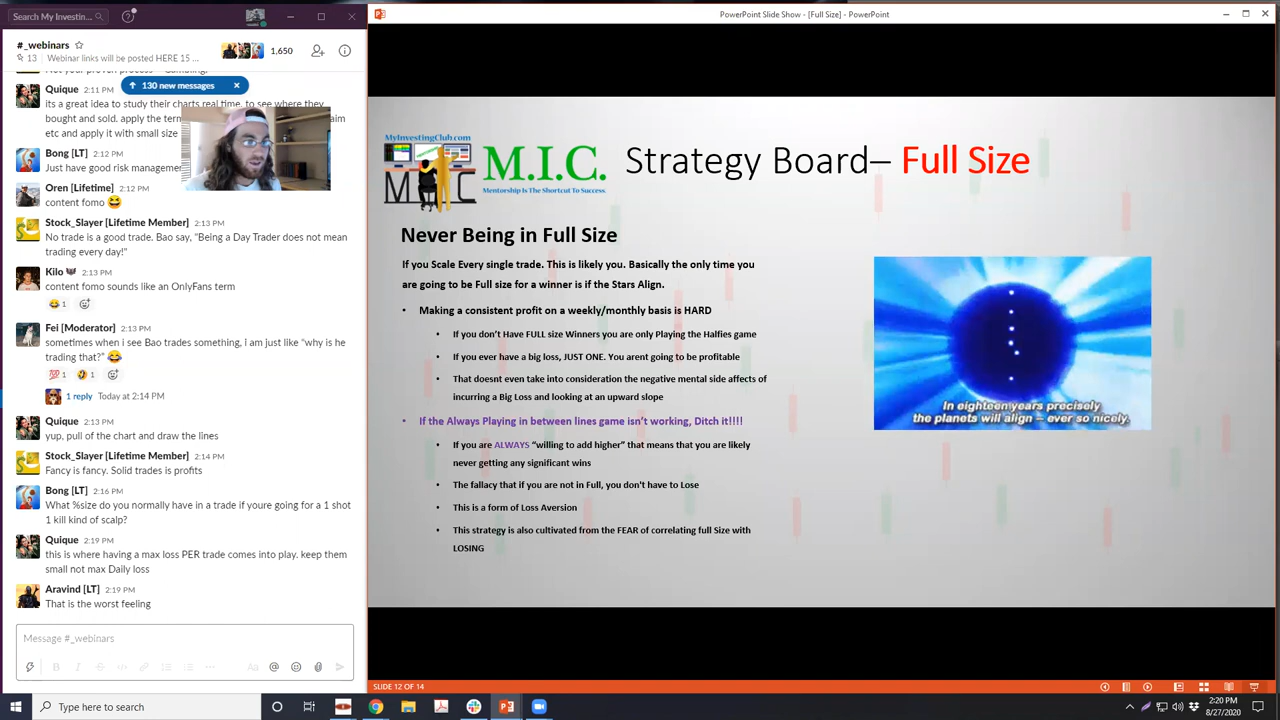 Search My Investing Club
#_webinars
13 Webinar links will be posted HERE 15 ...
1,650
130 new messages
Quique 2:11 PM
its a great idea to study their charts real time, to see where they
bought and sold. apply the
etc and apply it with small size
Bong [LT] 2:12 PM
Just have good risk
Oren [Lifetime] 2:12 PM
content fomo
Stock_Slayer [Lifetime Member] 2:13 PM
No trade is a good trade. Bao say, "Being a Day Trader does not mean
trading every day!"
Kilo 2:13 PM
content fomo sounds like an OnlyFans term
1
Fei [Moderator] 2:13 PM
sometimes when i see Bao trades something, i am just like "why is he
trading that?"
1 1
1 reply Today at 2:14 PM
Quique 2:13 PM
yup, pull of the chart and draw the lines
Stock_Slayer [Lifetime Member] 2:14 PM
Fancy is fancy. Solid trades is profits
Bong [LT] 2:16 PM
What %size do you normally have in a trade if youre going for a 1 shot
1 kill kind of scalp?
Quique 2:19 PM
this is where having a max loss PER trade comes into play. keep them
small not max Daily loss
Aravind [LT] 2:19 PM
That is the worst feeling
Message #_webinars
PowerPoint Slide Show - [Full Size] - PowerPoint
MyInvestingClub.com
MIC
M.I.C.
Mentorship Is The Shortcut To Success.
Strategy Board– Full Size
Never Being in Full Size
If you Scale Every single trade. This is likely you. Basically the only time you
are going to be Full size for a winner is if the Stars Align.
• Making a consistent profit on a weekly/monthly basis is HARD
• If you don't Have FULL size Winners you are only Playing the Halfies game
• If you ever have a big loss, JUST ONE. You arent going to be profitable
• That doesnt even take into consideration the negative mental side affects of
incurring a Big Loss and looking at an upward slope
• If the Always Playing in between lines game isn't working, Ditch it!!!!
• If you are ALWAYS "willing to add higher" that means that you are likely
never getting any significant wins
• The fallacy that if you are not in Full, you don't have to Lose
• This is a form of Loss Aversion
• This strategy is also cultivated from the FEAR of correlating full Size with
LOSING
In eighteen years precisely
the planets will align – ever so nicely.
SLIDE 12 OF 14
Type here to search
2:20 PM
8/27/2020